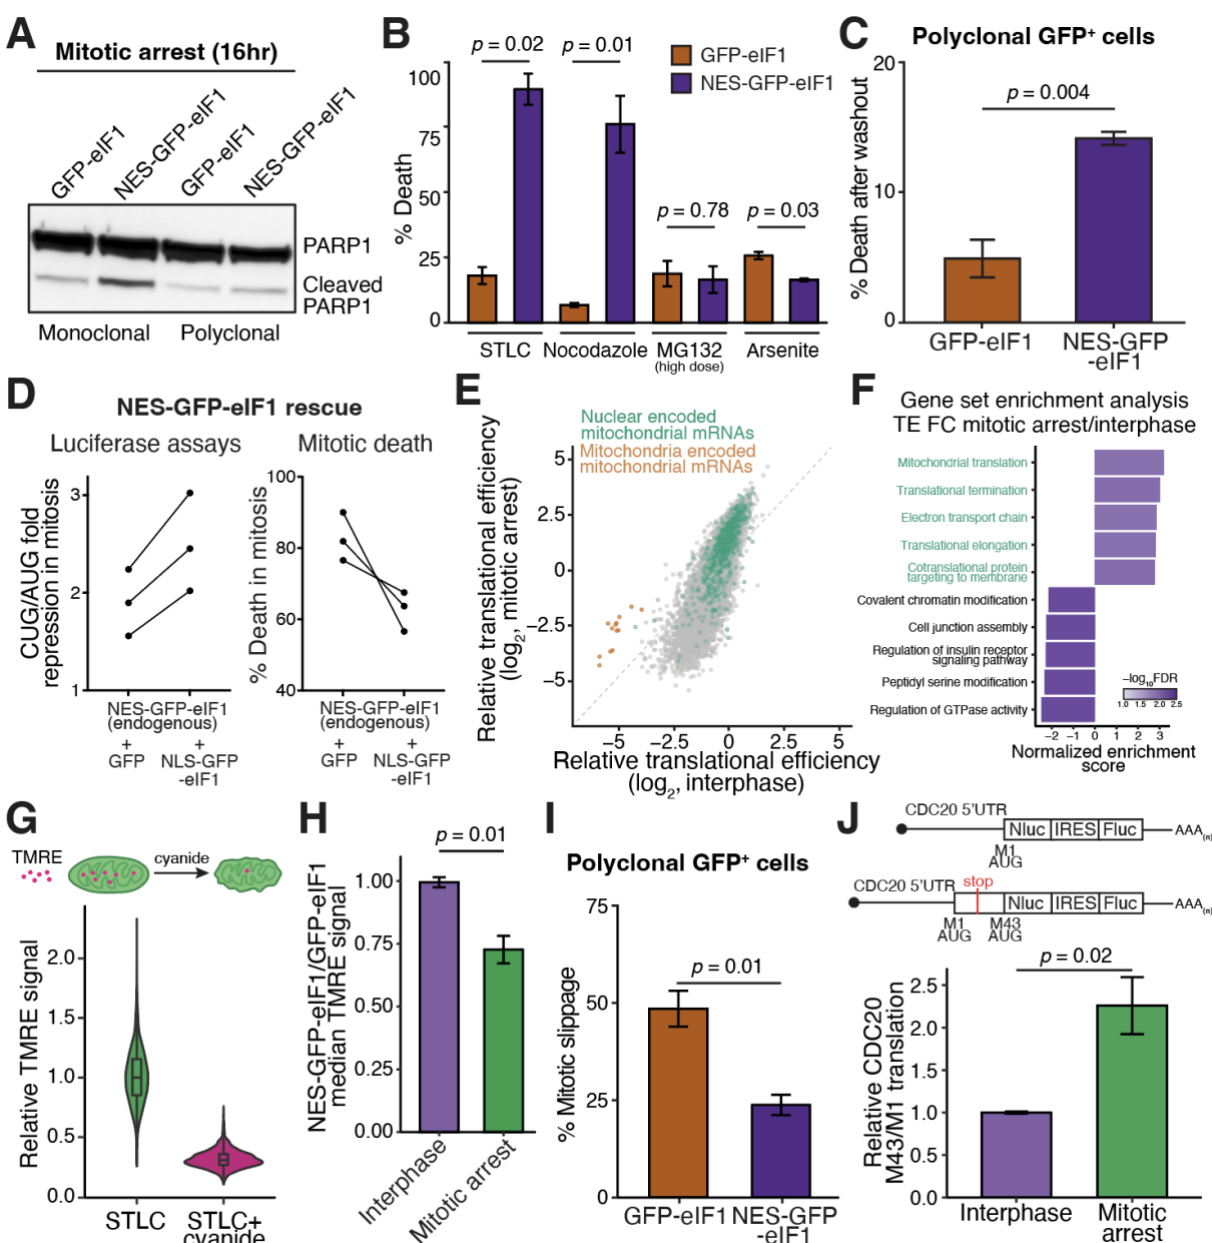 A
Mitotic arrest (16hr)
GFP-eIF1
NES-GFP-eIF1
GFP-eIF1
NES-GFP-eIF1
PARP1
Cleaved
PARP1
Monoclonal
Polyclonal
B
p = 0.02
p = 0.01
GFP-eIF1
NES-GFP-eIF1
% Death
100
75
50
25
0
p = 0.78
p = 0.03
STLC
Nocodazole
MG132
(high dose)
Arsenite
C
Polyclonal GFP+ cells
% Death after washout
20
10
0
p = 0.004
GFP-eIF1
NES-GFP
-eIF1
D
NES-GFP-eIF1 rescue
Luciferase assays
CUG/AUG fold
repression in mitosis
3
2
1
NES-GFP-eIF1
(endogenous)
+
GFP
+
NLS-GFP
-eIF1
Mitotic death
% Death in mitosis
100
80
60
40
NES-GFP-eIF1
(endogenous)
+
GFP
+
NLS-GFP
-eIF1
E
Nuclear encoded
mitochondrial mRNAs
Mitochondria encoded
mitochondrial mRNAs
Relative translational efficiency
(log2, mitotic arrest)
5
2.5
0
−2.5
−5
−5
−2.5
0
2.5
5
Relative translational efficiency
(log2, interphase)
F
Gene set enrichment analysis
TE FC mitotic arrest/interphase
Mitochondrial translation
Translational termination
Electron transport chain
Translational elongation
Cotranslational protein
targeting to membrane
Covalent chromatin modification
Cell junction assembly
Regulation of insulin receptor
signaling pathway
Peptidyl serine modification
Regulation of GTPase activity
−log10FDR
1.0 1.5 2.0 2.5
−2 −1 0 1 2 3
Normalized enrichment
score
G
TMRE
cyanide
Relative TMRE signal
2.0
1.5
1.0
0.5
0.0
STLC
STLC+
cyanide
H
p = 0.01
NES-GFP-eIF1/GFP-eIF1
median TMRE signal
1.00
0.75
0.50
0.25
0.00
Interphase
Mitotic arrest
I
Polyclonal GFP+ cells
% Mitotic slippage
75
50
25
0
p = 0.01
GFP-eIF1
NES-GFP
-eIF1
J
CDC20 5'UTR
Nluc IRES Fluc
AAA(n)
M1
AUG
CDC20 5'UTR
stop
Nluc IRES Fluc
AAA(n)
M1
AUG
M43
AUG
p = 0.02
Relative CDC20
M43/M1 translation
2.5
2.0
1.5
1.0
0.5
0.0
Interphase
Mitotic
arrest